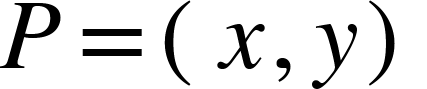 P = ( x, y)